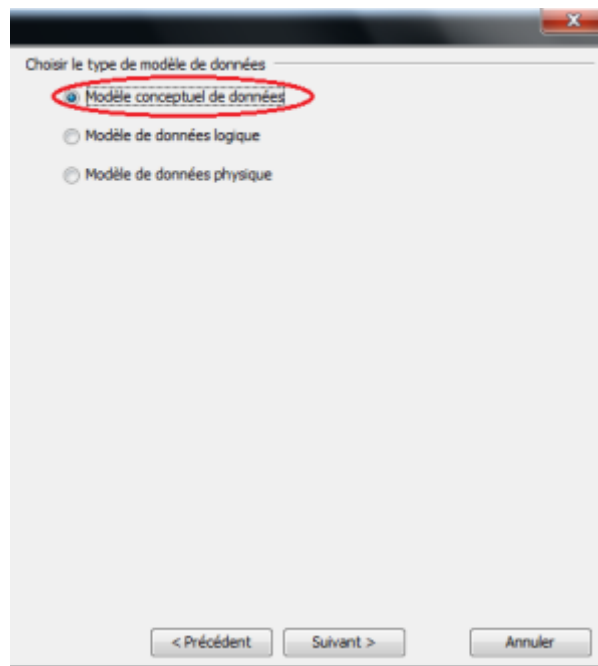 Choisir le type de modèle de données
Modèle conceptuel de données
Modèle de données logique
Modèle de données physique
< Précédent
Suivant >
Annuler